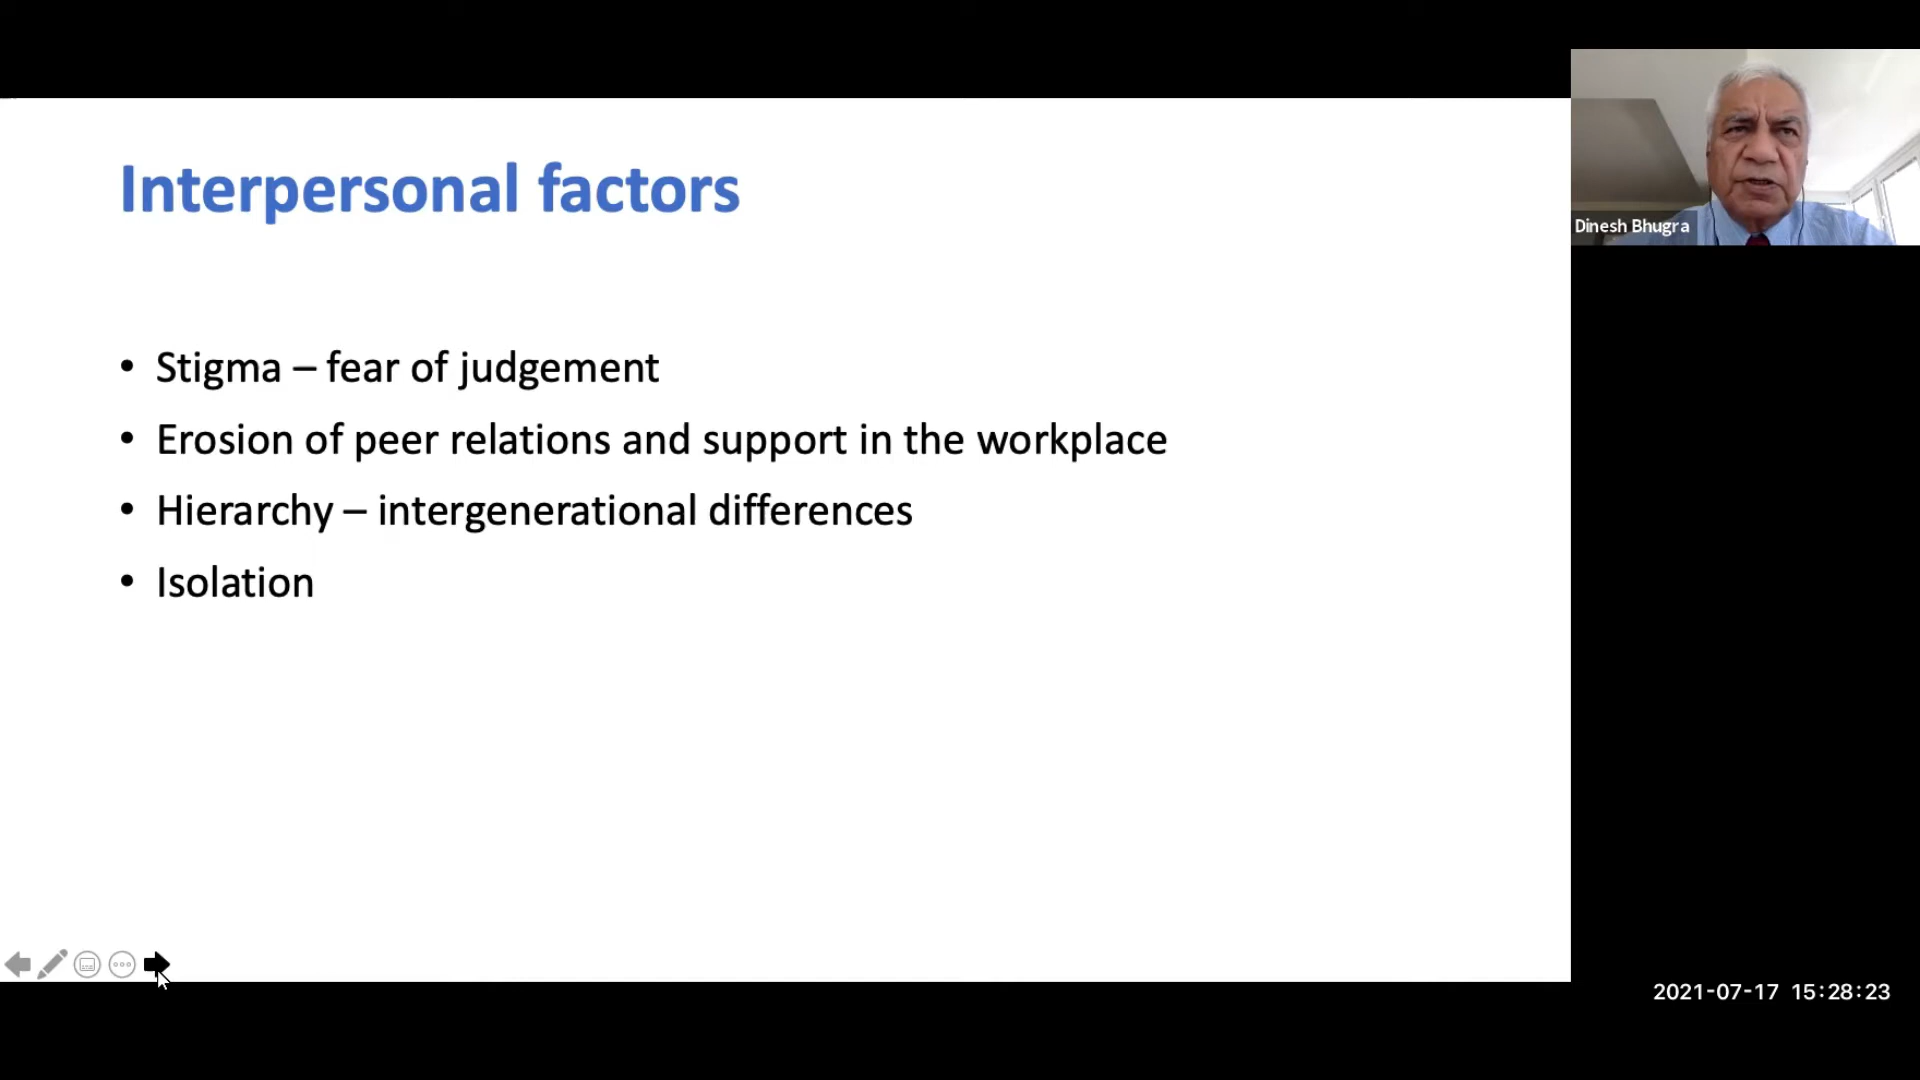 Interpersonal factors
Dinesh Bhugra
• Stigma – fear of judgement
• Erosion of peer relations and support in the workplace
• Hierarchy – intergenerational differences
• Isolation
2021-07-17 15:28:23